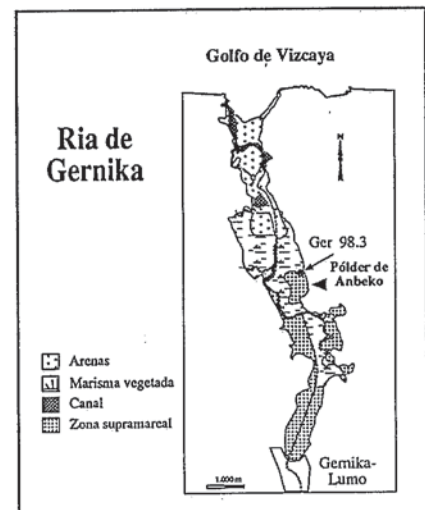 Golfo de Vizcaya
Ria de
Gernika
N
Ger 98.3
Pólder de
Anbeko
Arenas
Marisma vegetada
Canal
Zona supramareal
1.000 m
Gernika-
Lumo